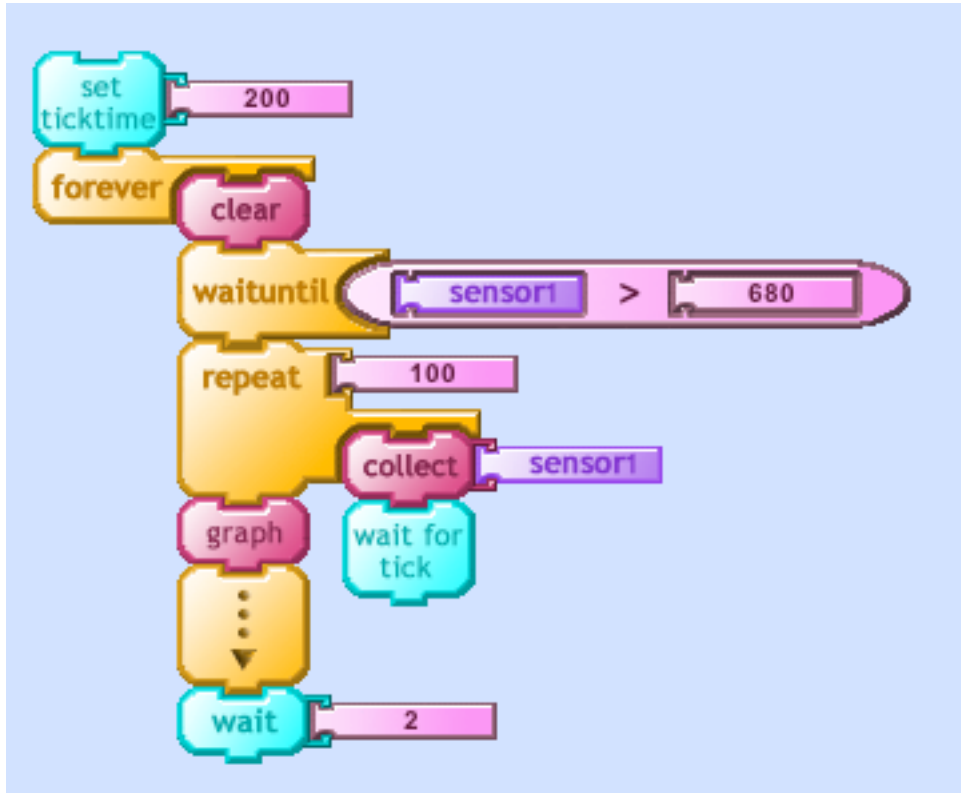 set
ticktime
200
forever
clear
waituntil
sensor1 > 680
repeat
100
collect
sensor1
graph
wait for
tick
wait
2